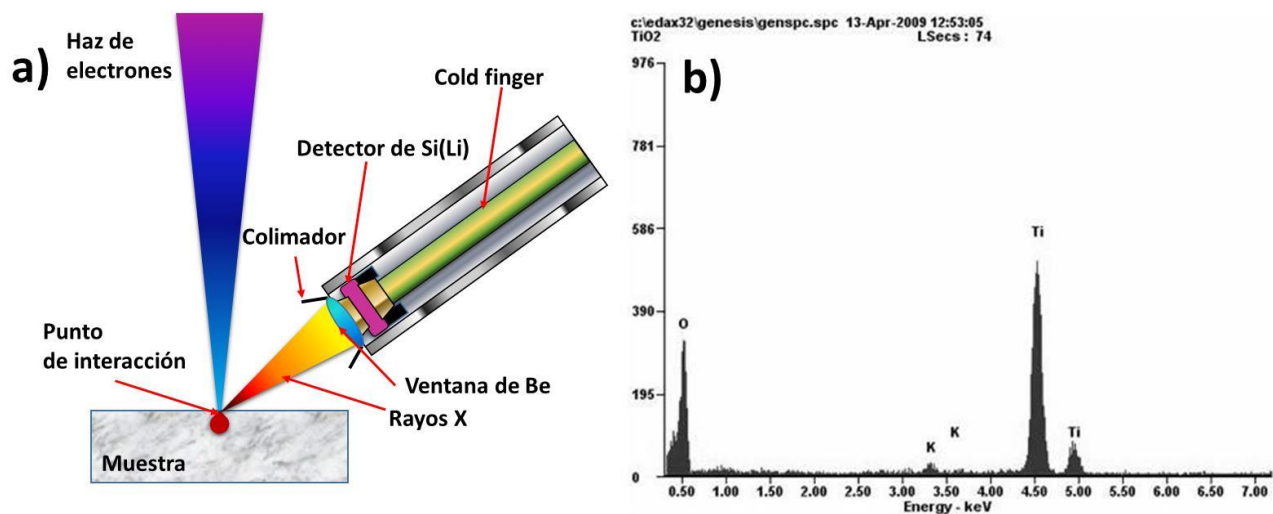 a)
Haz de
electrones
Cold finger
Detector de Si(Li)
Colimador
Punto
de interacción
Ventana de Be
Rayos X
Muestra
c:\edax32\genesis\genspc.spc 13-Apr-2009 12:53:05
TiO2 LSecs : 74
b)
976
781
586
390
195
0
O
K
K
Ti
Ti
0.50 1.00 1.50 2.00 2.50 3.00 3.50 4.00 4.50 5.00 5.50 6.00 6.50 7.00
Energy - keV